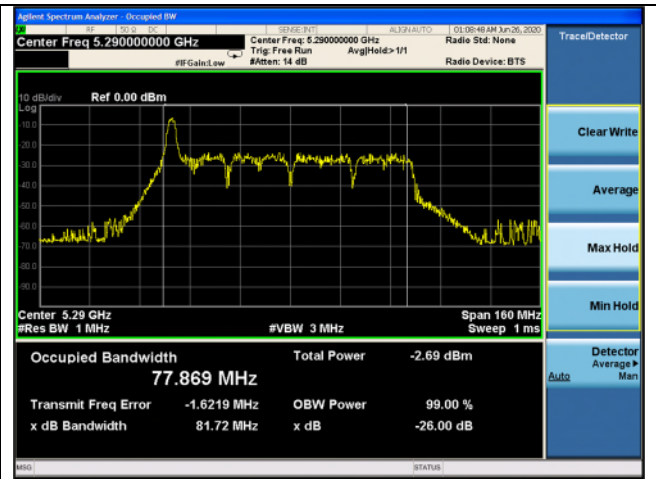 Agilent Spectrum Analyzer - Occupied BW
RF 50 Ω DC SENSE:INT ALIGN AUTO 01:08:48 AM Jun 26, 2020
Center Freq 5.290000000 GHz
Center Freq: 5.290000000 GHz
Radio Std: None
Trace/Detector
Trig: Free Run Avg|Hold:>1/1
#IFGain:Low #Atten: 14 dB Radio Device: BTS
10 dB/div Ref 0.00 dBm
Log
-10.0
-20.0
-30.0
-40.0
-50.0
-60.0
-70.0
-80.0
-90.0
Clear Write
Average
Max Hold
Min Hold
Center 5.29 GHz Span 160 MHz
#Res BW 1 MHz #VBW 3 MHz Sweep 1 ms
Occupied Bandwidth Total Power -2.69 dBm
77.869 MHz
Transmit Freq Error -1.6219 MHz OBW Power 99.00 %
x dB Bandwidth 81.72 MHz x dB -26.00 dB
Detector
Average▶
Auto Man
MSG STATUS